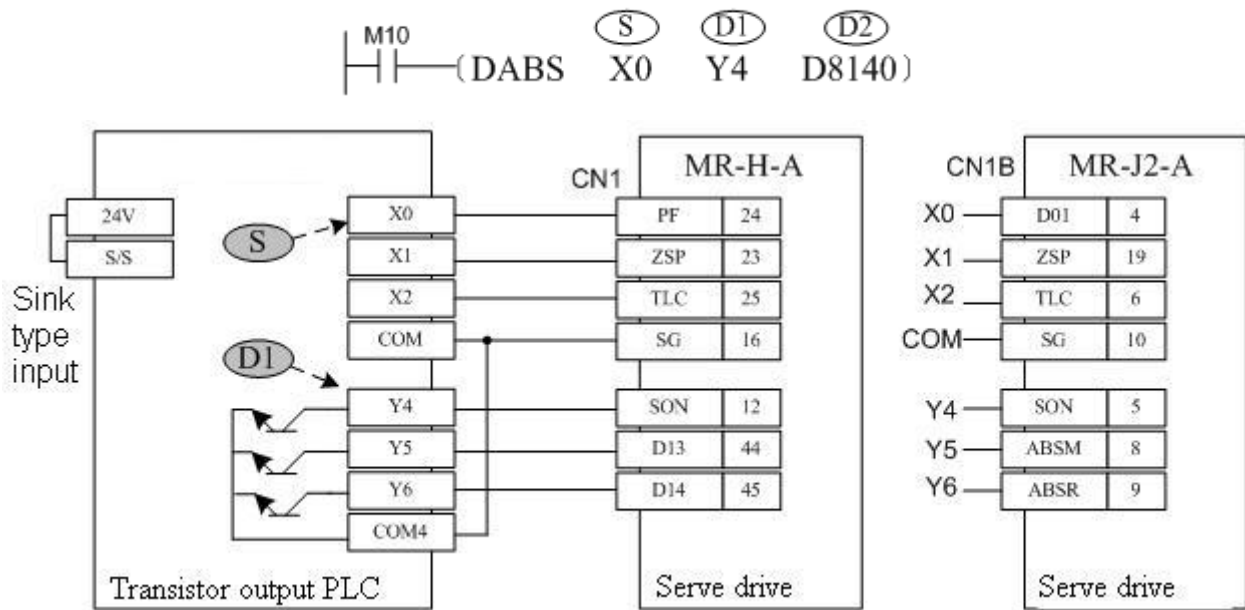 S D1 D2
M10
(DABS X0 Y4 D8140)
MR-H-A
CN1
24V
S/S
Sink
type
input
S
D1
X0
X1
X2
COM
Y4
Y5
Y6
COM4
PF 24
ZSP 23
TLC 25
SG 16
SON 12
D13 44
D14 45
Transistor output PLC
Serve drive
CN1B
MR-J2-A
X0 D01 4
X1 ZSP 19
X2 TLC 6
COM SG 10
Y4 SON 5
Y5 ABSM 8
Y6 ABSR 9
Serve drive